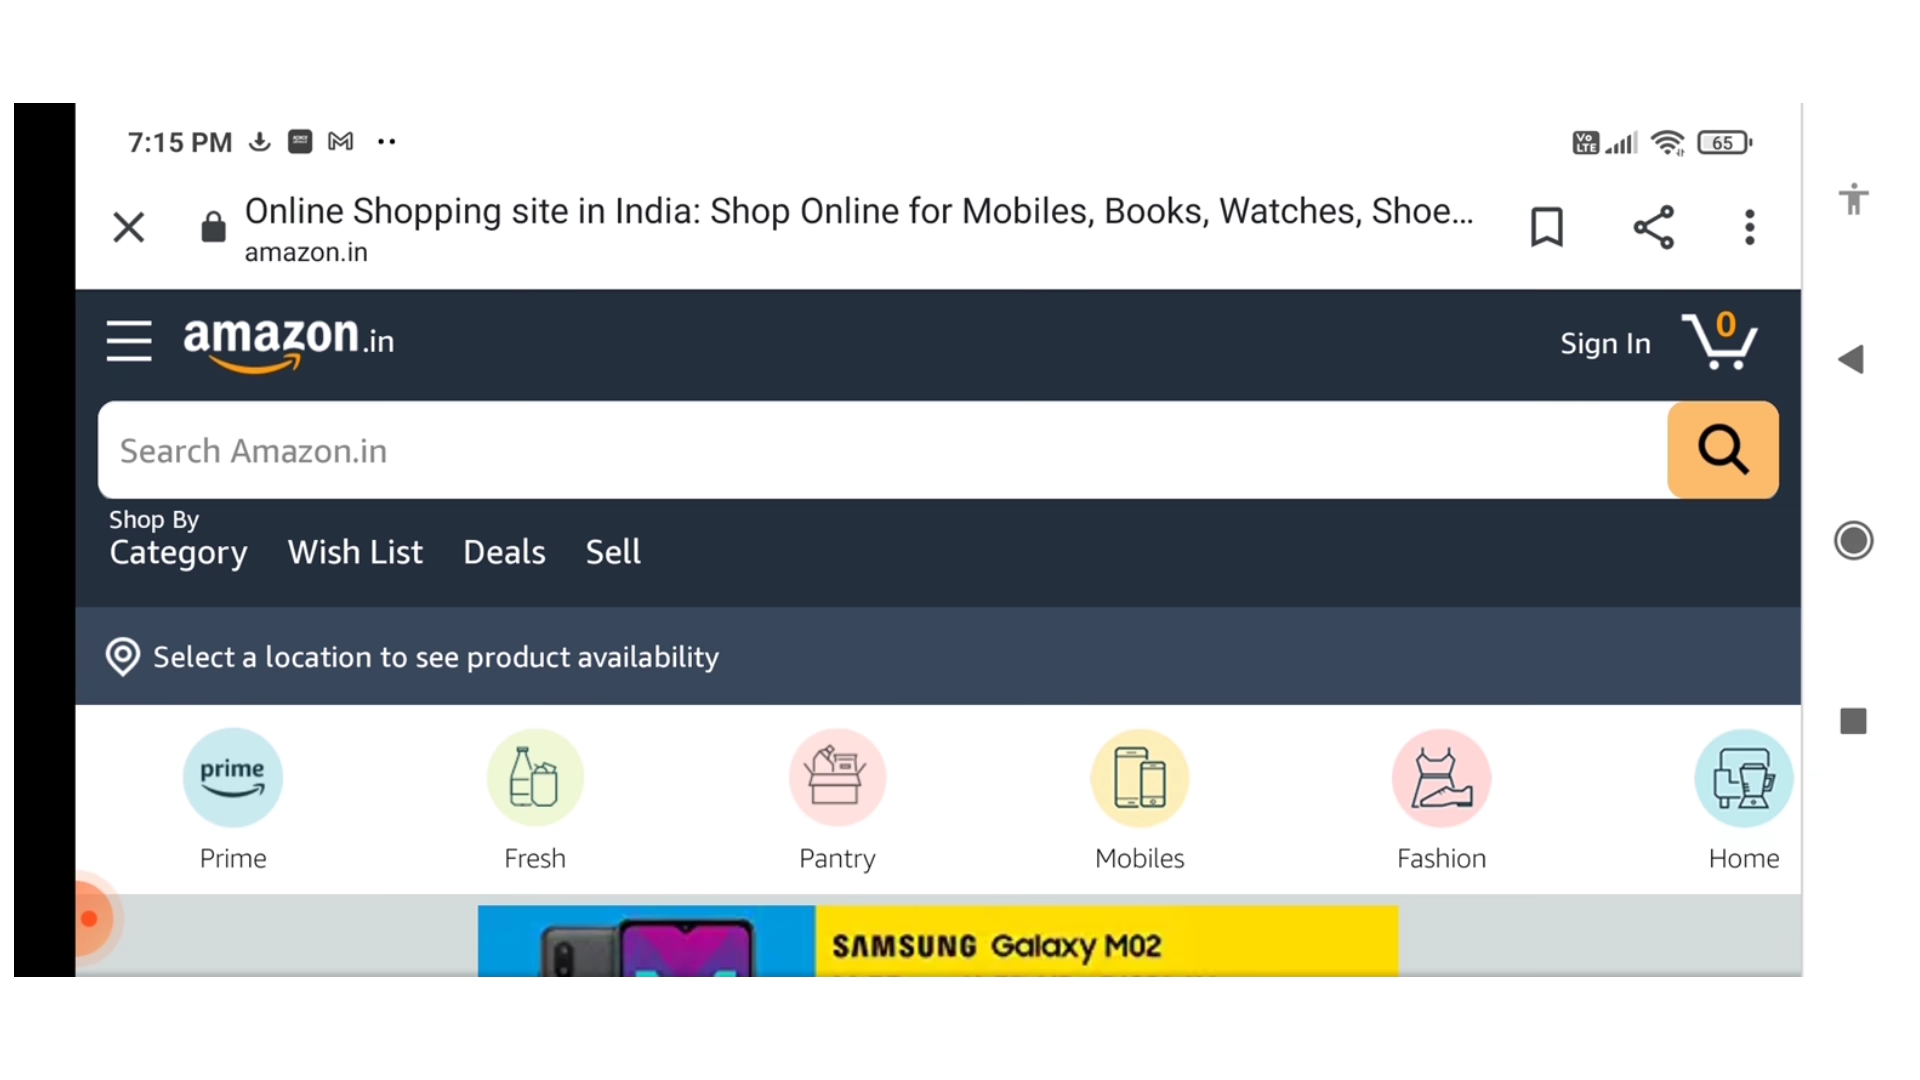 7:15 PM
Vo LTE
65
Online Shopping site in India: Shop Online for Mobiles, Books, Watches, Shoe...
amazon.in
amazon.in
Sign In
0
Search Amazon.in
Shop By
Category Wish List Deals Sell
Select a location to see product availability
prime
Prime Fresh Pantry Mobiles Fashion Home
SAMSUNG Galaxy M02